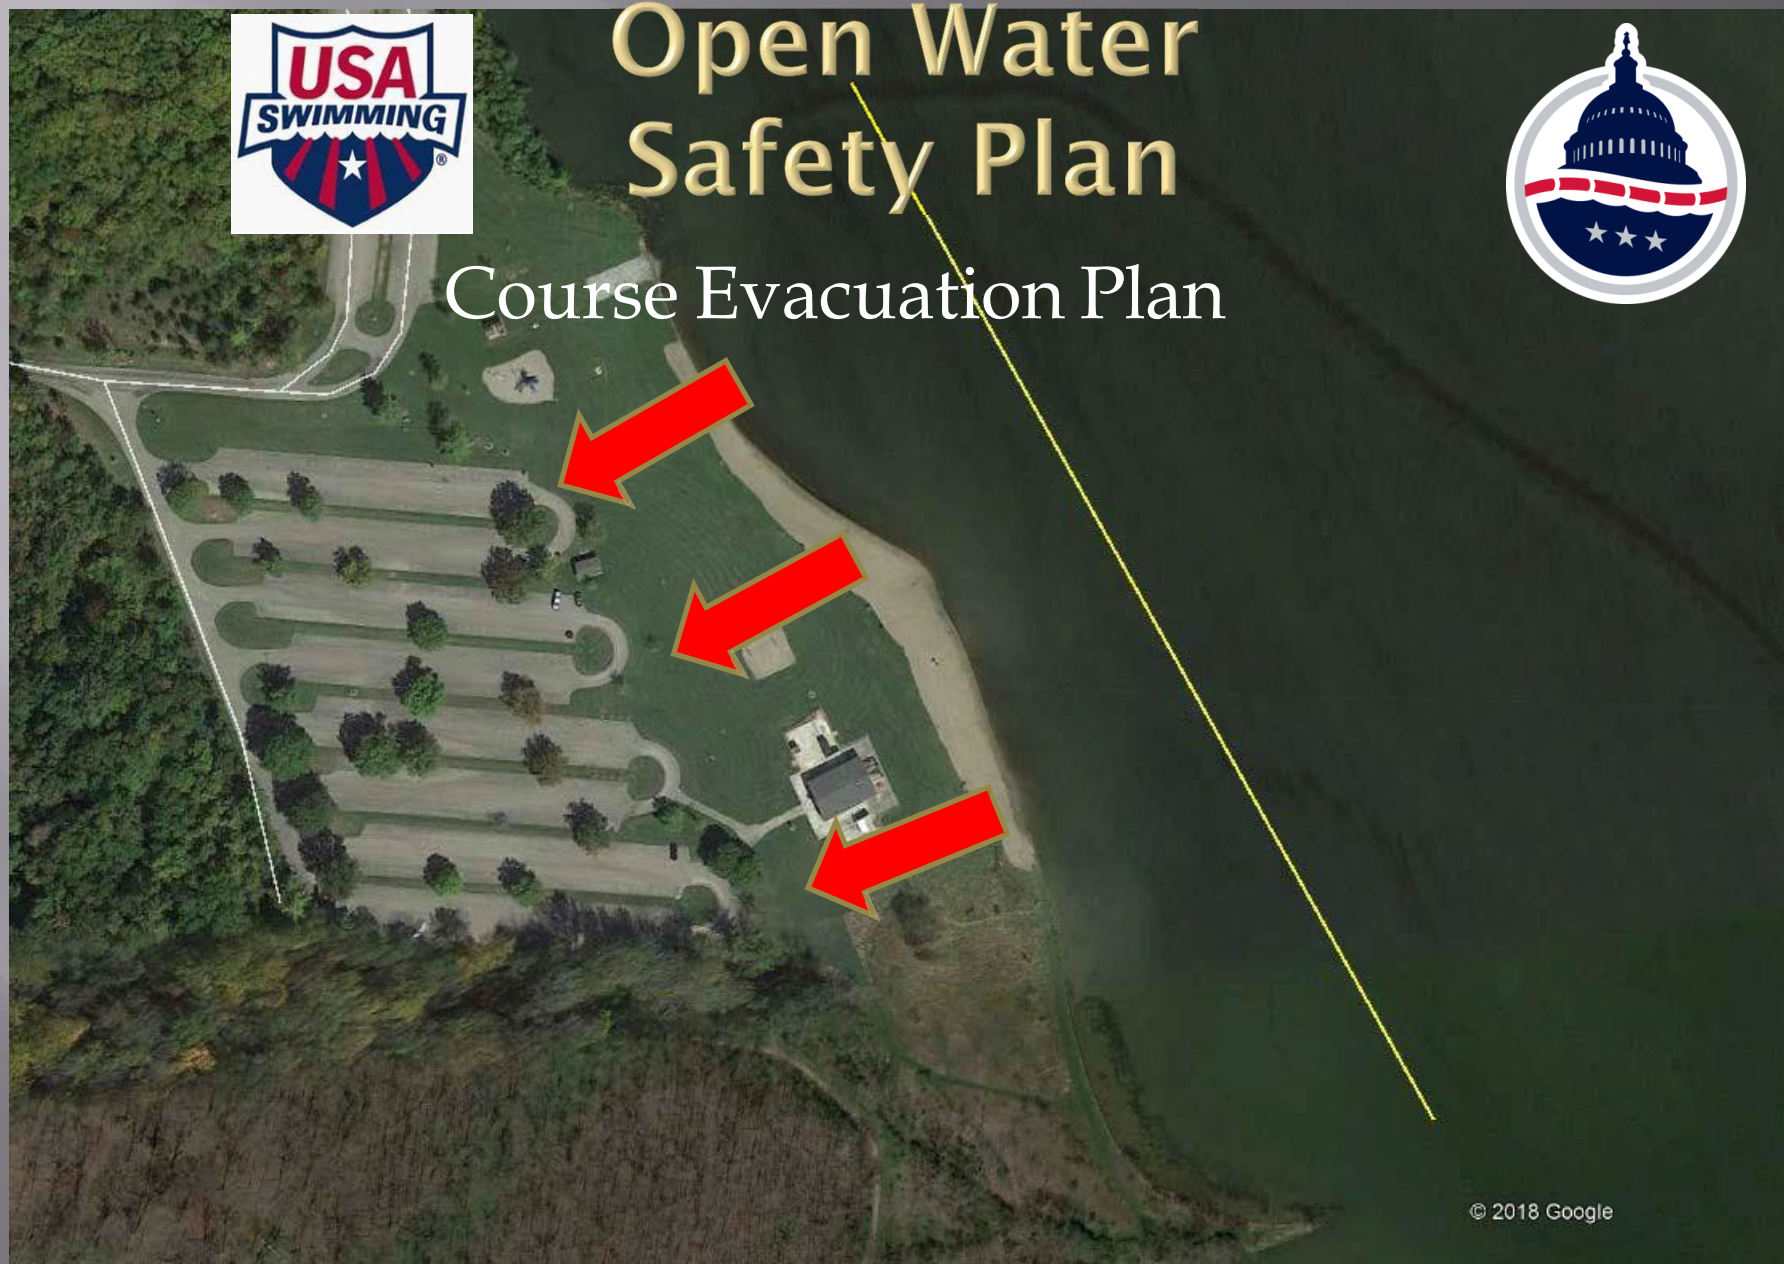 Open Water
Safety Plan
USA
SWIMMING®
Course Evacuation Plan
© 2018 Google